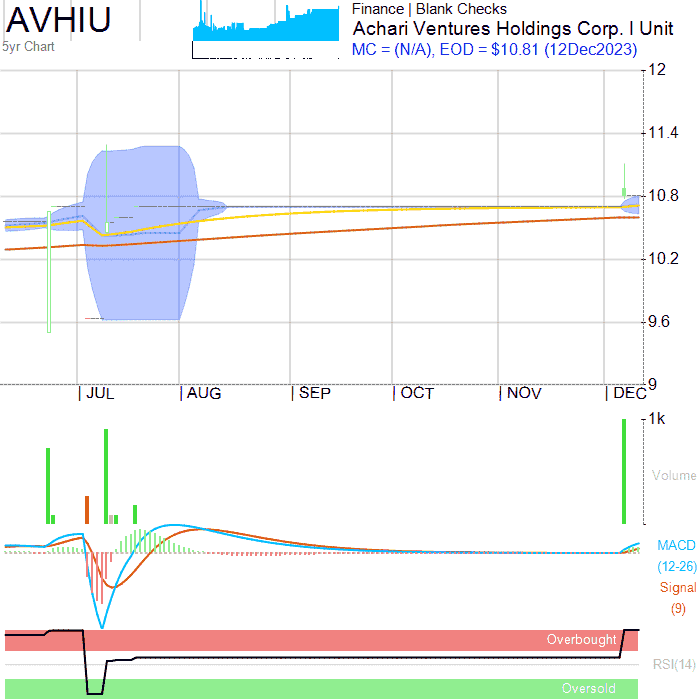 AVHIU
5yr Chart
Finance | Blank Checks
Achari Ventures Holdings Corp. I Unit
MC = (N/A), EOD = $10.81 (12Dec2023)
12
11.4
10.8
10.2
9.6
9
JUL
AUG
SEP
OCT
NOV
DEC
1k
Volume
MACD
(12-26)
Signal
(9)
Overbought
RSI(14)
Oversold